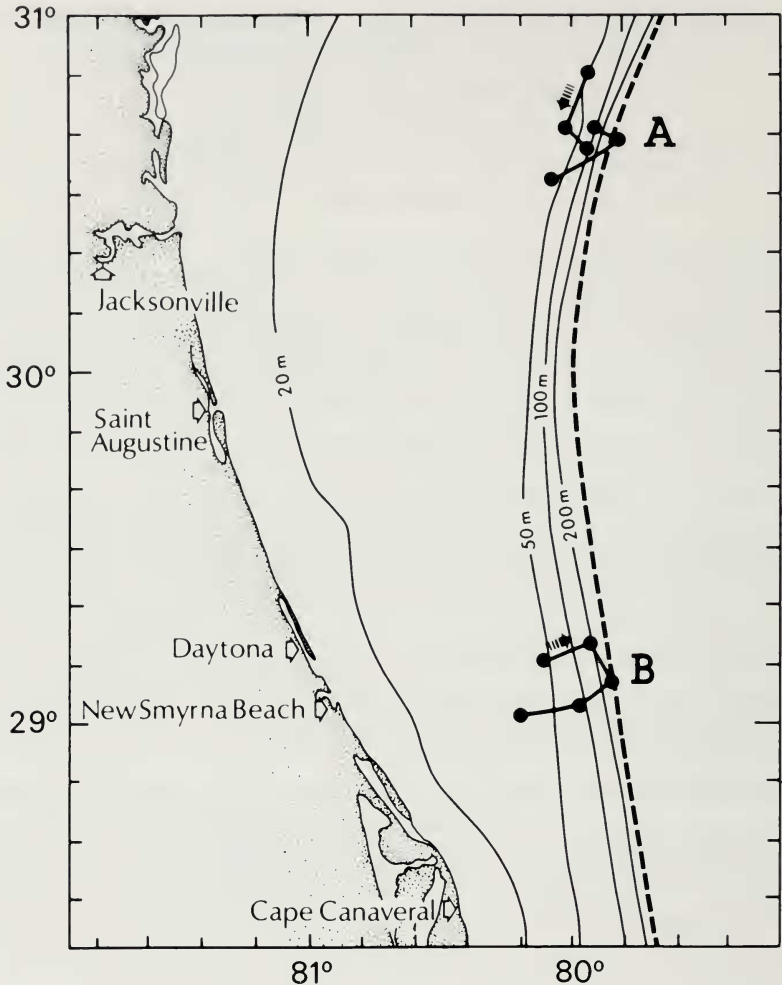 31°
A
Jacksonville
20 m
30°
100 m
Saint
Augustine
50 m
200 m
Daytona
B
New Smyrna Beach
29°
Cape Canaveral
81°
80°